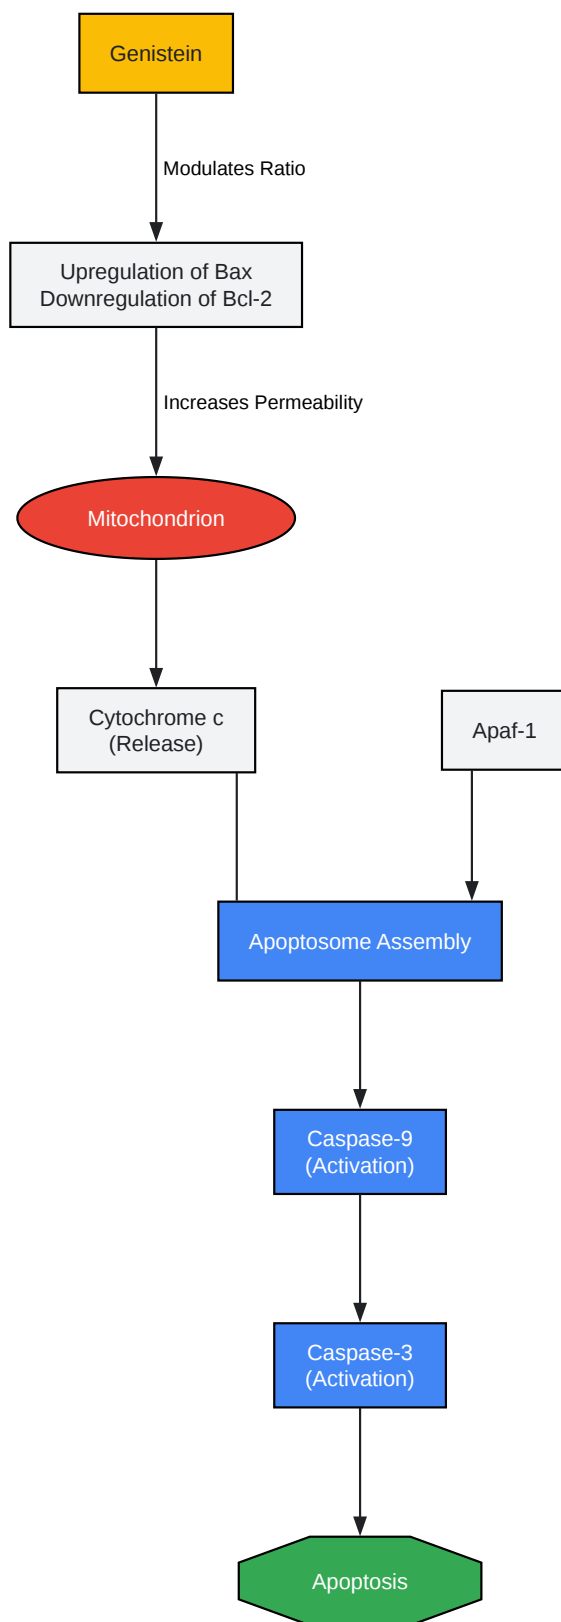 Genistein
Modulates Ratio
Upregulation of Bax
Downregulation of Bcl-2
Increases Permeability
Mitochondrion
Cytochrome c
(Release)
Apaf-1
Apoptosome Assembly
Caspase-9
(Activation)
Caspase-3
(Activation)
Apoptosis